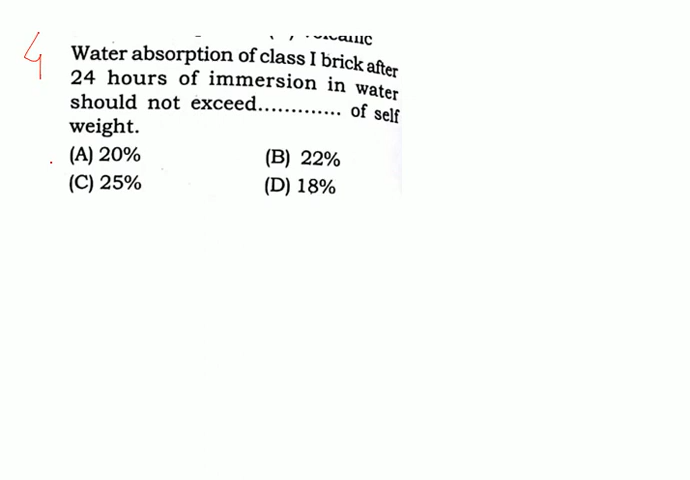 4
Water absorption of class I brick after
24 hours of immersion in water
should not exceed............. of self
weight.
(A) 20% (B) 22%
(C) 25% (D) 18%